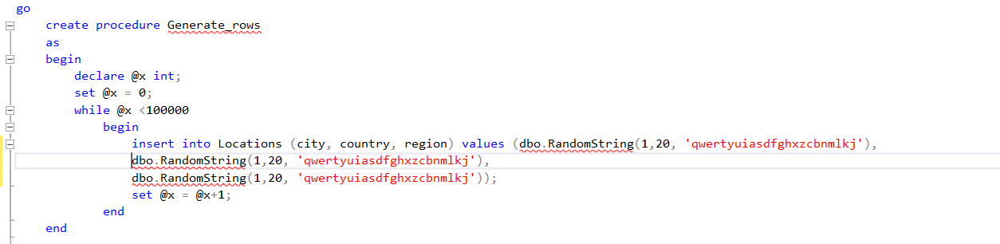 go
create procedure Generate_rows
as
begin
declare @x int;
set @x = 0;
while @x <100000
begin
insert into Locations (city, country, region) values (dbo.RandomString(1,20, 'qwertyuiasdfghxzcbnmlkj'),
dbo.RandomString(1,20, 'qwertyuiasdfghxzcbnmlkj'),
dbo.RandomString(1,20, 'qwertyuiasdfghxzcbnmlkj'));
set @x = @x+1;
end
end